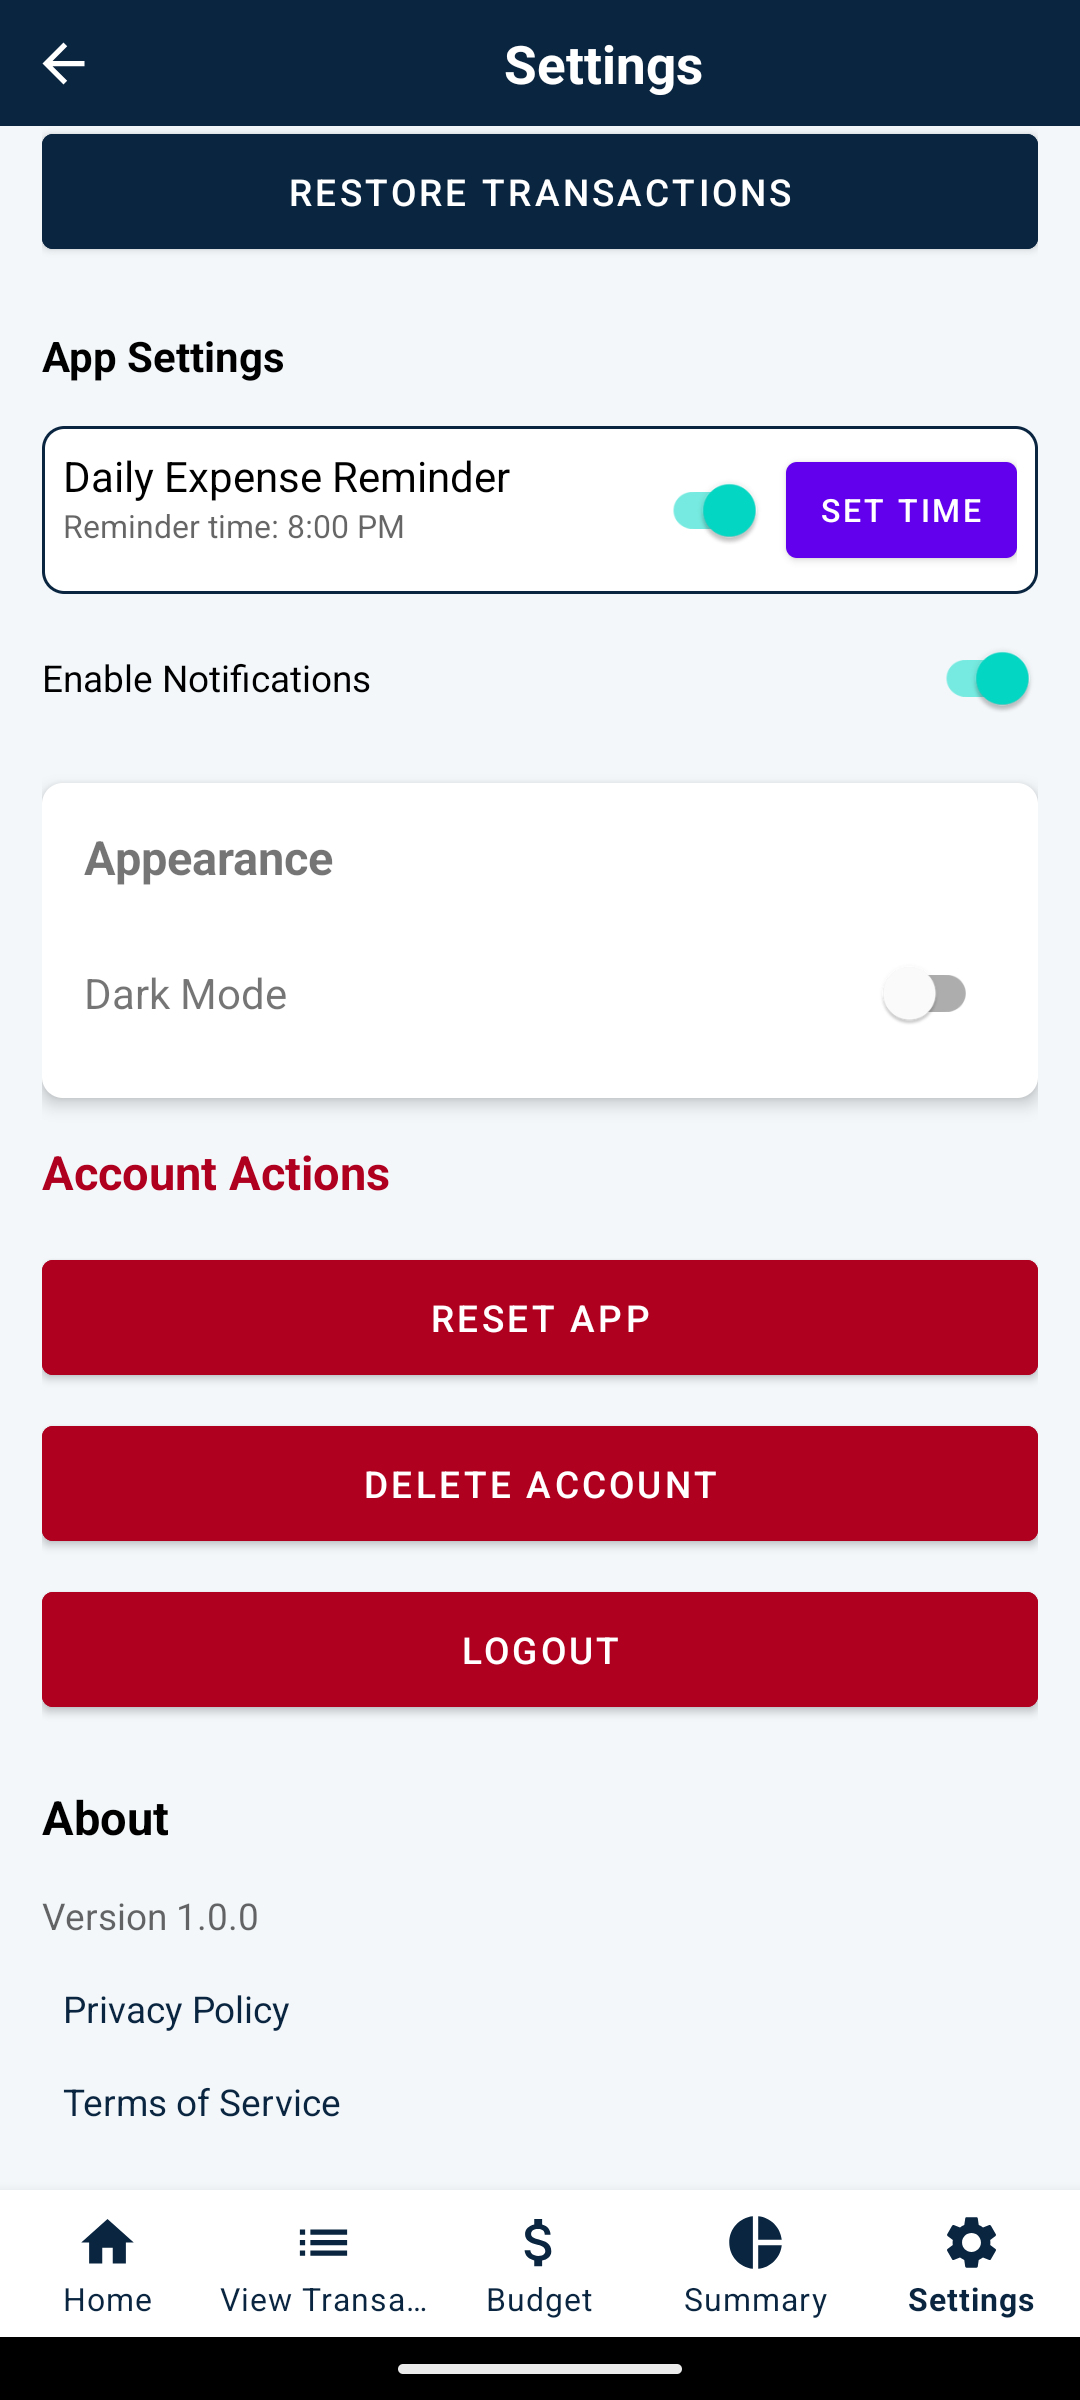 Settings
RESTORE TRANSACTIONS
App Settings
Daily Expense Reminder
Reminder time: 8:00 PM
SET TIME
Enable Notifications
Appearance
Dark Mode
Account Actions
RESET APP
DELETE ACCOUNT
LOGOUT
About
Version 1.0.0
Privacy Policy
Terms of Service
Home
View Transa...
Budget
Summary
Settings